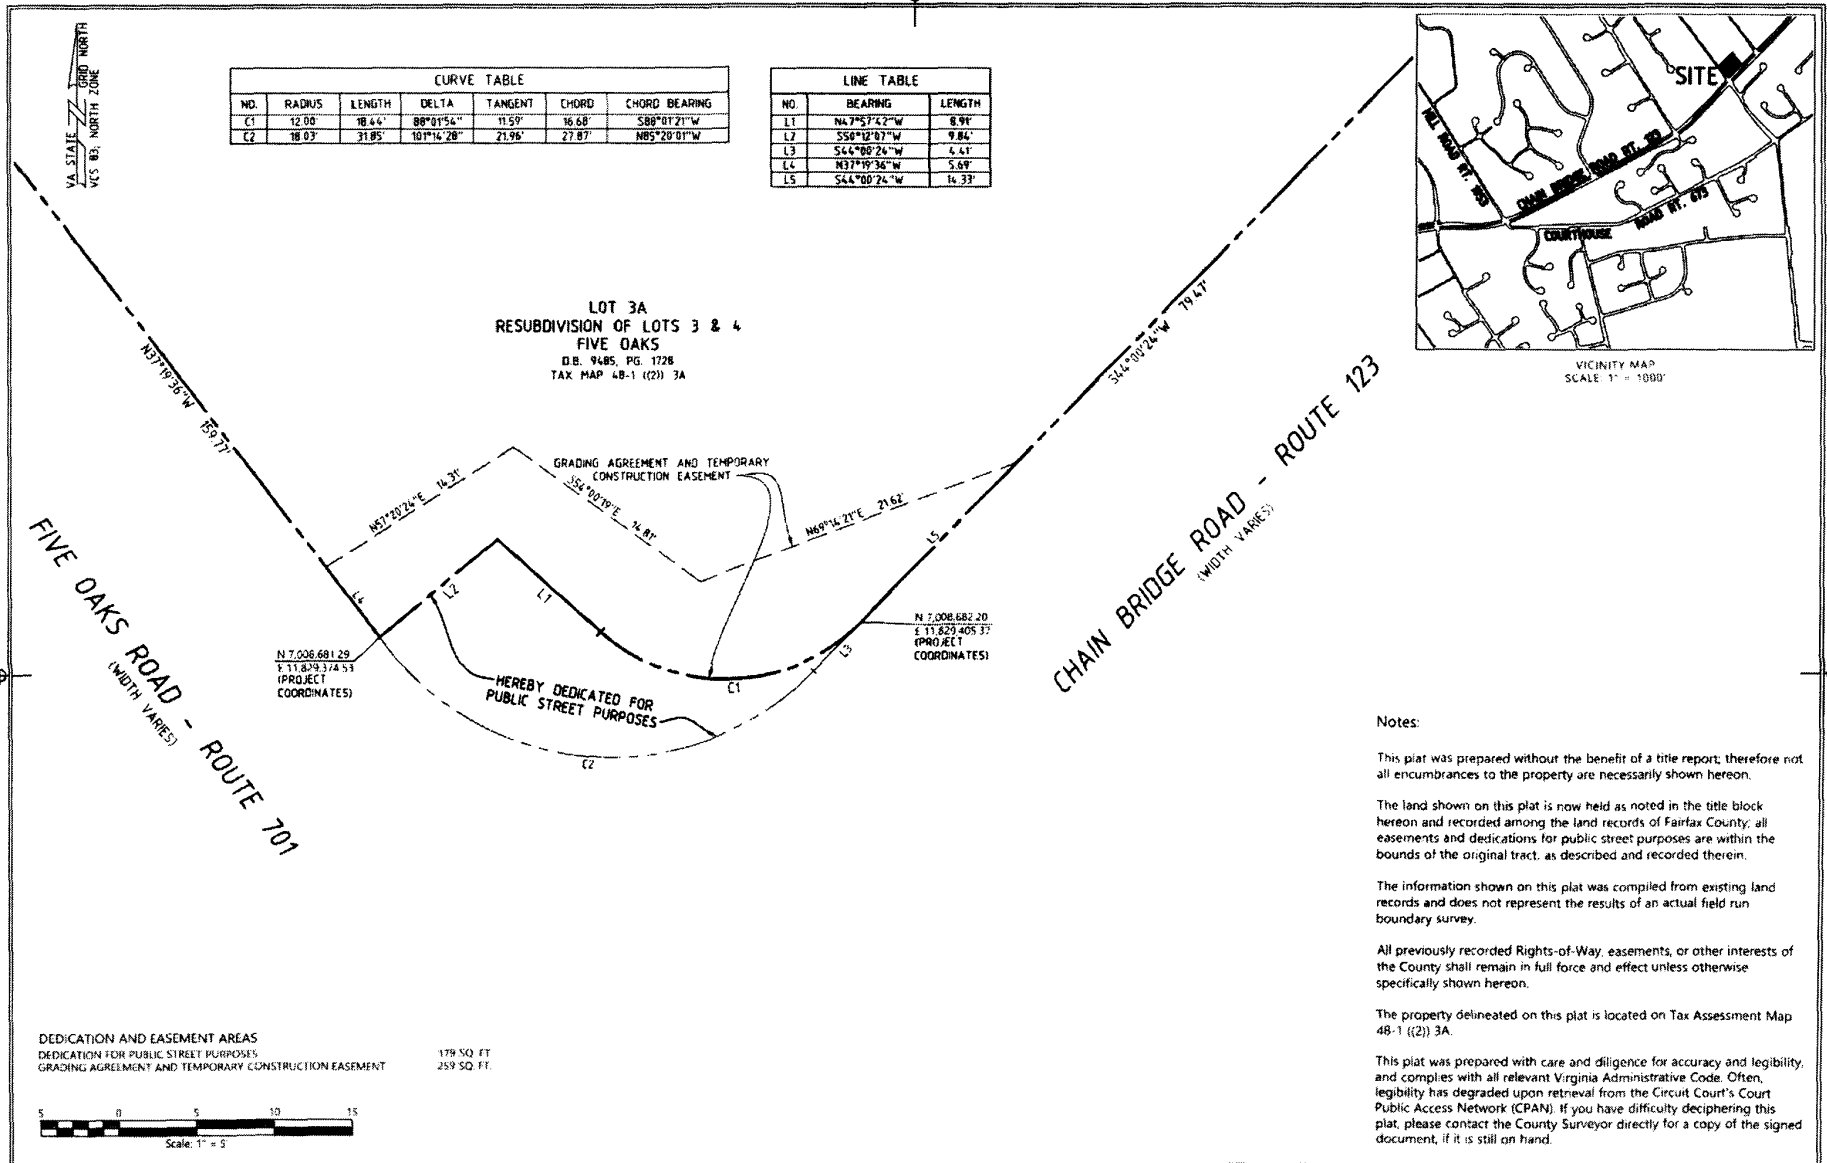 VA STATE GRID NORTH
VCS 83, NORTH ZONE
CURVE TABLE
NO. RADIUS LENGTH DELTA TANGENT CHORD CHORD BEARING
C1 12.00' 18.44' 88°01'54" 11.59' 16.68' S88°01'21"W
C2 18.03' 31.85' 101°14'28" 21.96' 27.87' N85°20'01"W
LINE TABLE
NO. BEARING LENGTH
L1 N47°57'42"W 8.91'
L2 S50°12'07"W 9.84'
L3 S44°00'24"W 4.41'
L4 N37°19'36"W 5.69'
L5 S44°00'24"W 14.33'
SITE
MILL ROAD RT.
CHAIN BRIDGE ROAD RT. 123
COURTHOUSE ROAD RT. 673
VICINITY MAP
SCALE: 1" = 1000'
LOT 3A
RESUBDIVISION OF LOTS 3 & 4
FIVE OAKS
D.B. 9485, PG. 1728
TAX MAP 48-1 ((2)) 3A
N37°19'36"W 159.77'
S44°00'24"W 79.47'
GRADING AGREEMENT AND TEMPORARY
CONSTRUCTION EASEMENT
N57°20'24"E 14.31'
S54°00'19"E 14.81'
N69°14'21"E 21.62'
L5
L4
L2
L1
L3
C1
C2
FIVE OAKS ROAD - ROUTE 701
(WIDTH VARIES)
CHAIN BRIDGE ROAD - ROUTE 123
(WIDTH VARIES)
N 7,008,682.20
E 11,829,405.37
(PROJECT
COORDINATES)
N 7,008,681.29
E 11,829,374.53
(PROJECT
COORDINATES)
HEREBY DEDICATED FOR
PUBLIC STREET PURPOSES
Notes:
This plat was prepared without the benefit of a title report; therefore not
all encumbrances to the property are necessarily shown hereon.
The land shown on this plat is now held as noted in the title block
hereon and recorded among the land records of Fairfax County; all
easements and dedications for public street purposes are within the
bounds of the original tract, as described and recorded therein.
The information shown on this plat was compiled from existing land
records and does not represent the results of an actual field run
boundary survey.
All previously recorded Rights-of-Way, easements, or other interests of
the County shall remain in full force and effect unless otherwise
specifically shown hereon.
The property delineated on this plat is located on Tax Assessment Map
48-1 ((2)) 3A.
This plat was prepared with care and diligence for accuracy and legibility,
and complies with all relevant Virginia Administrative Code. Often,
legibility has degraded upon retrieval from the Circuit Court's Court
Public Access Network (CPAN). If you have difficulty deciphering this
plat, please contact the County Surveyor directly for a copy of the signed
document, if it is still on hand.
DEDICATION AND EASEMENT AREAS
DEDICATION FOR PUBLIC STREET PURPOSES 179 SQ. FT.
GRADING AGREEMENT AND TEMPORARY CONSTRUCTION EASEMENT 259 SQ. FT.
5 0 5 10 15
Scale: 1" = 5'